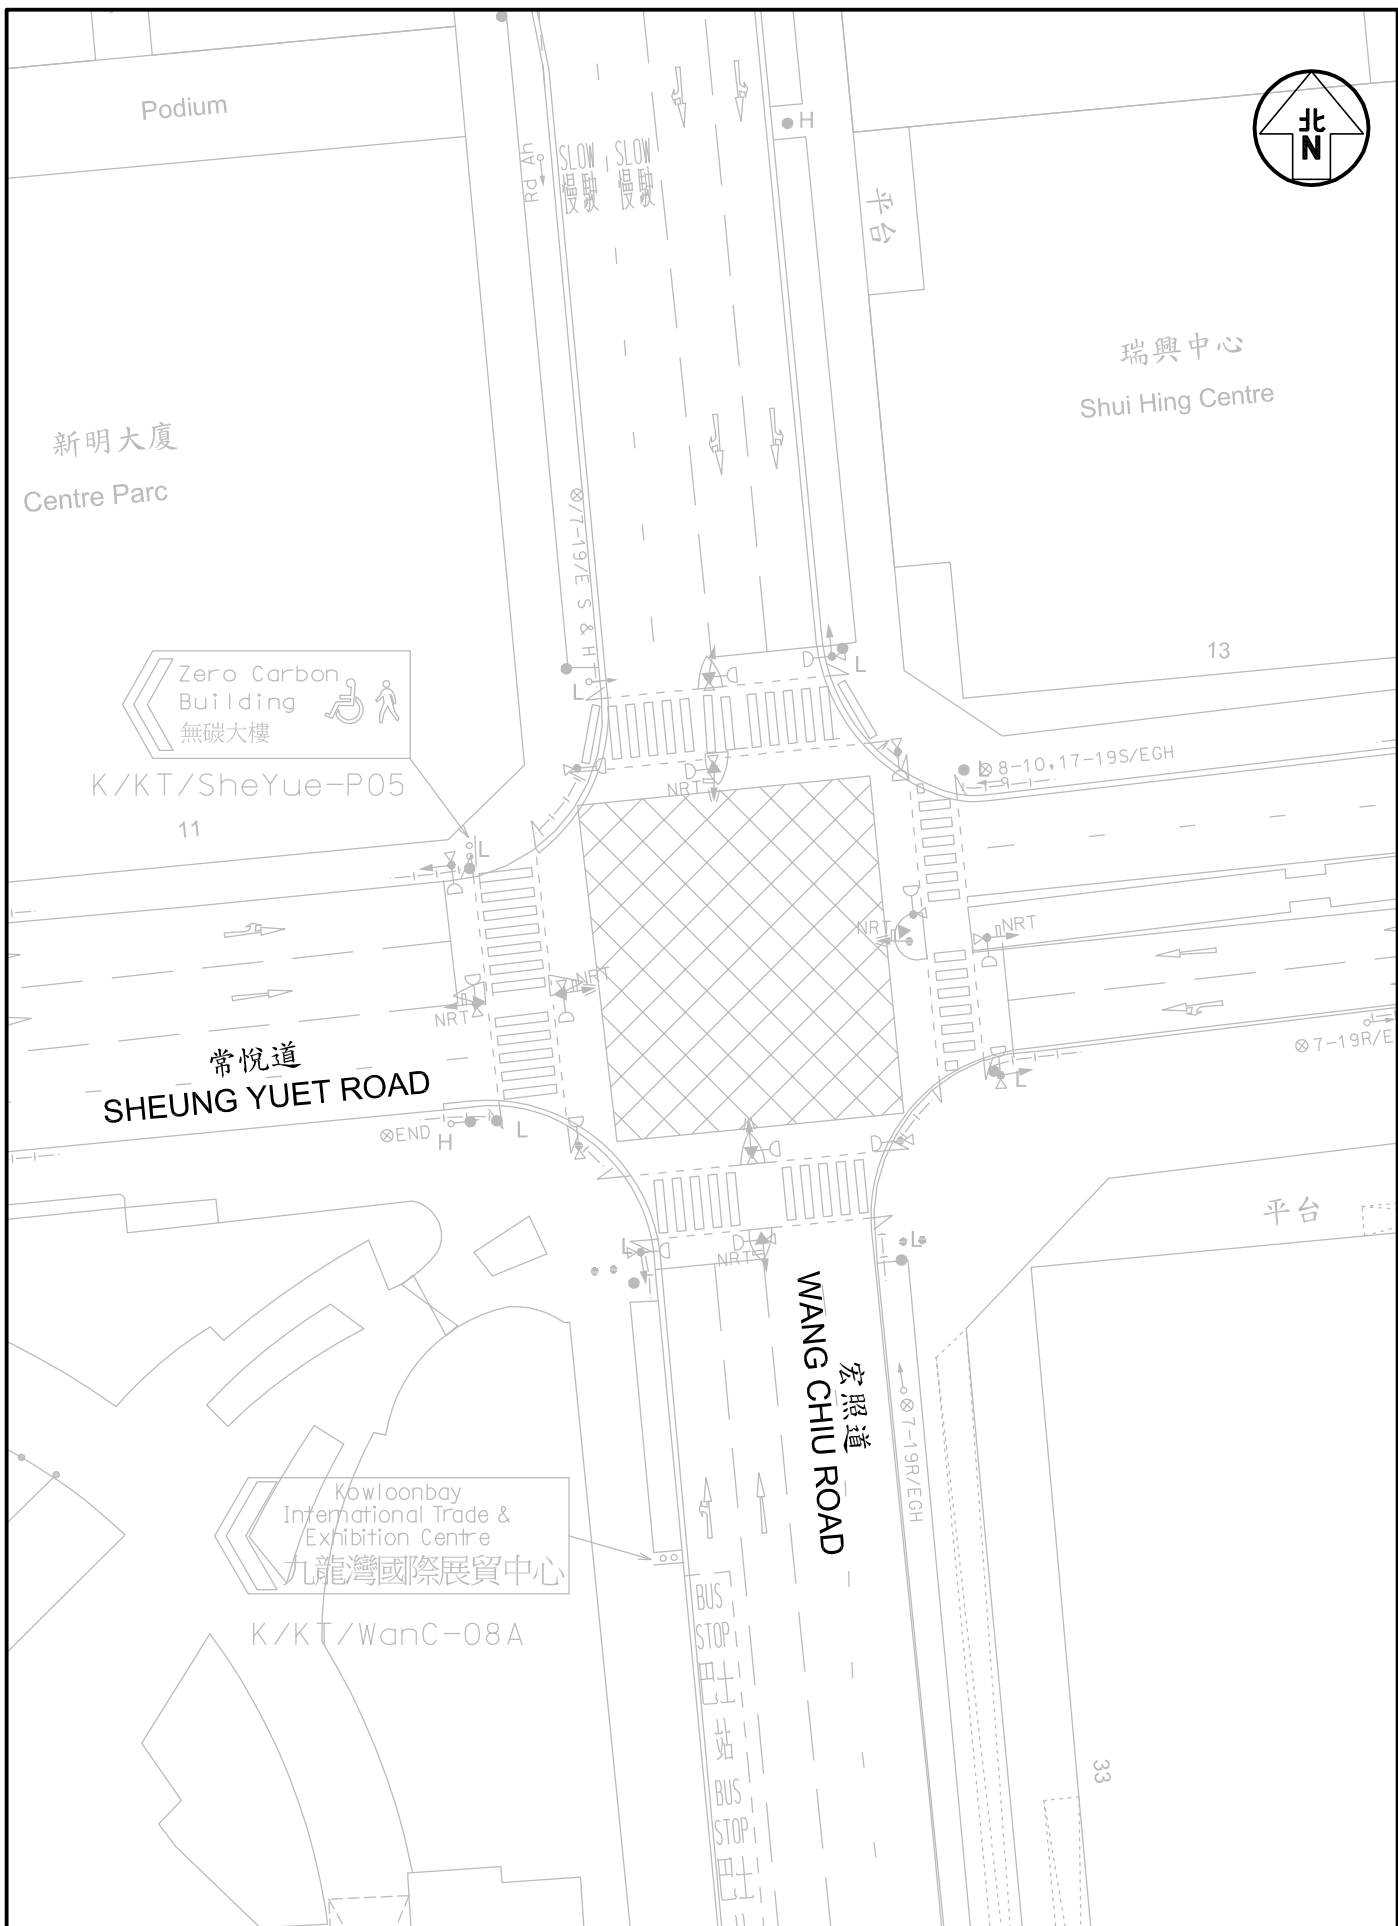 Podium
H
北
N
Rd Ah
SLOW SLOW
慢駛 慢駛
平台
瑞興中心
Shui Hing Centre
新明大廈
Centre Parc
7-19/E S & H
L
L
13
Zero Carbon
Building
無碳大樓
K/KT/SheYue-P05
11
L
NRT
L
8-10,17-19S/EGH
NRT
NRT
NRT
NRT
常悅道
SHEUNG YUET ROAD
7-19R/E
L
END
H
L
平台
L
NRT
L
WANG CHIU ROAD
宏照道
7-19R/EGH
Kowloonbay
International Trade &
Exhibition Centre
九龍灣國際展貿中心
K/KT/WanC-08A
BUS
STOP
巴士
站
BUS
STOP
巴士
33